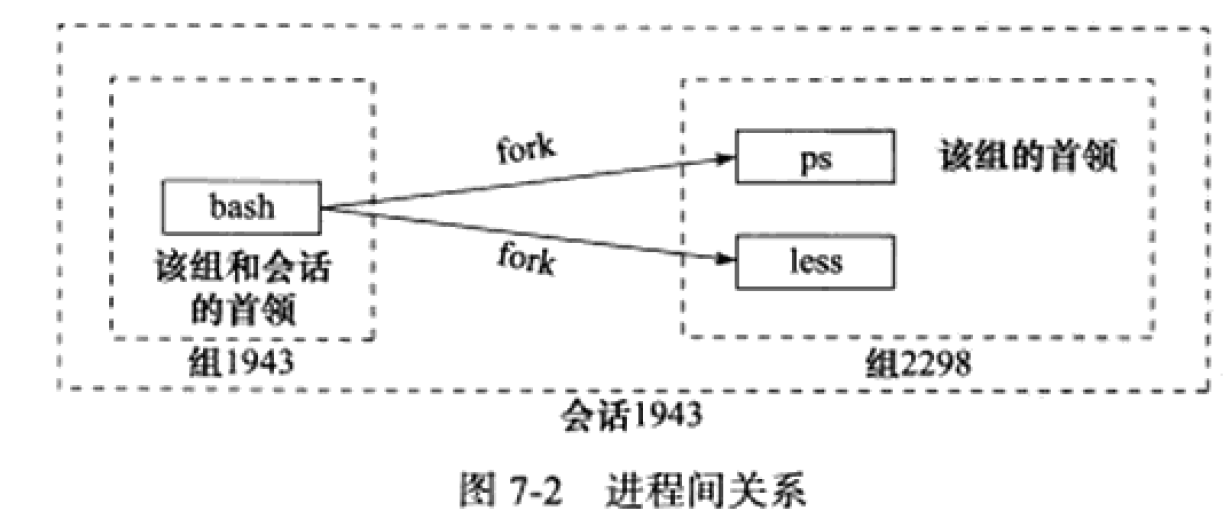 fork
ps
该组的首领
bash
该组和会话
的首领
fork
less
组1943
组2298
会话1943
图 7-2 进程间关系